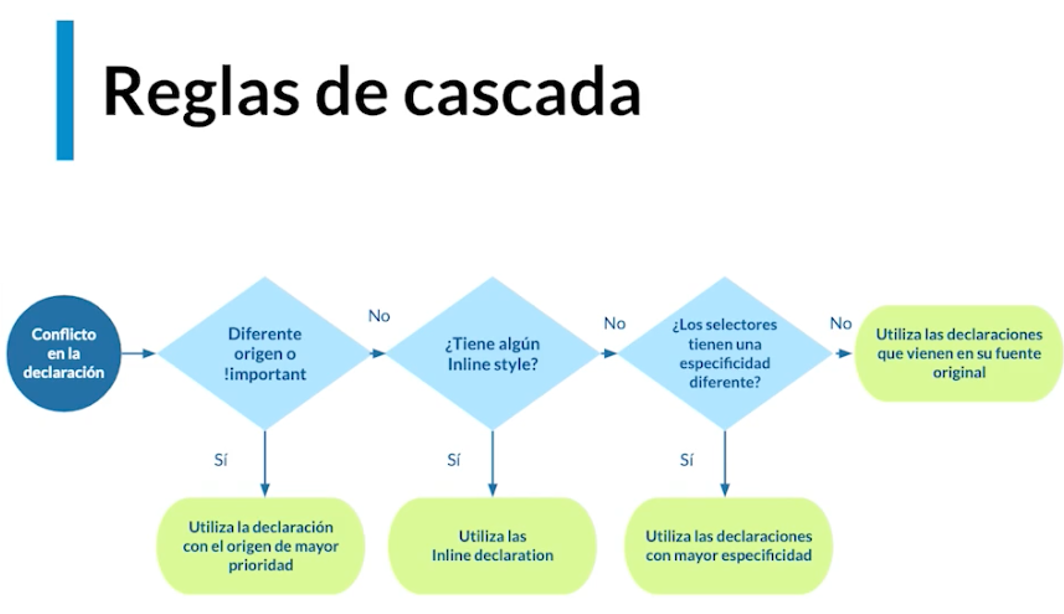 Reglas de cascada
Conflicto
en la
declaración
Diferente
origen o
!important
No
¿Tiene algún
Inline style?
No
¿Los selectores
tienen una
especificidad
diferente?
No
Utiliza las declaraciones
que vienen en su fuente
original
Sí
Sí
Sí
Utiliza la declaración
con el origen de mayor
prioridad
Utiliza las
Inline declaration
Utiliza las declaraciones
con mayor especificidad